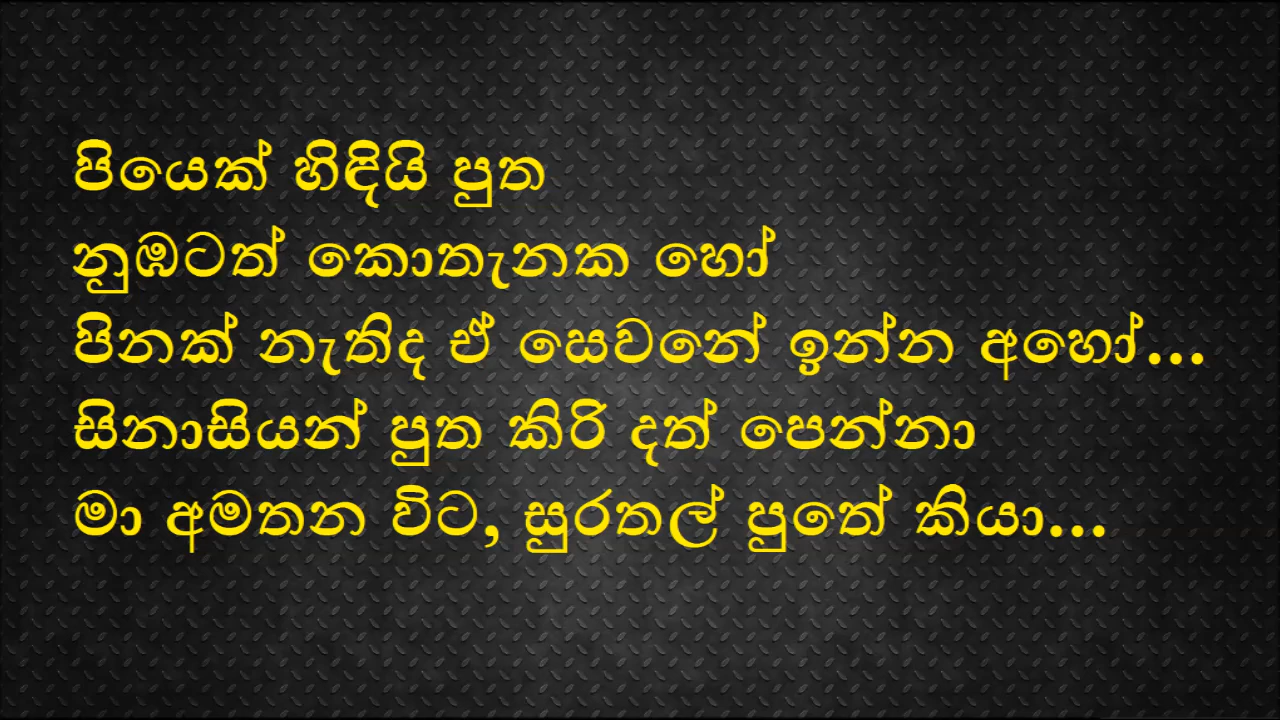 පියෙක් හිඳියි පුත
නුඹටත් කොතැනක හෝ
පිනක් නැතිද ඒ සෙවනේ ඉන්න අහෝ...
සිනාසියන් පුත කිරි දත් පෙන්නා
මා අමතන විට, සුරතල් පුතේ කියා...